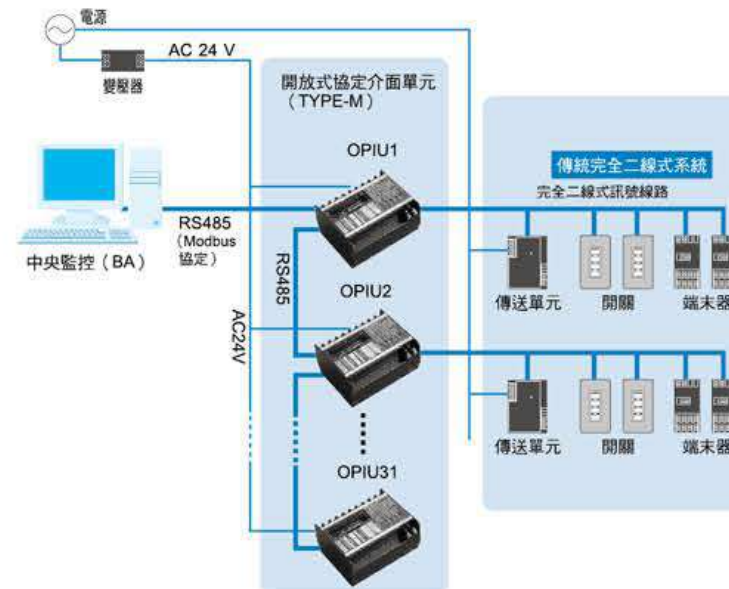 電源
AC 24 V
變壓器
開放式協定介面單元
（TYPE-M）
OPIU1
傳統完全二線式系統
完全二線式訊號線路
RS485
(Modbus
協定）
中央監控（BA）
RS485
傳送單元
開關
端末器
OPIU2
AC24V
傳送單元
開關
端末器
OPIU31